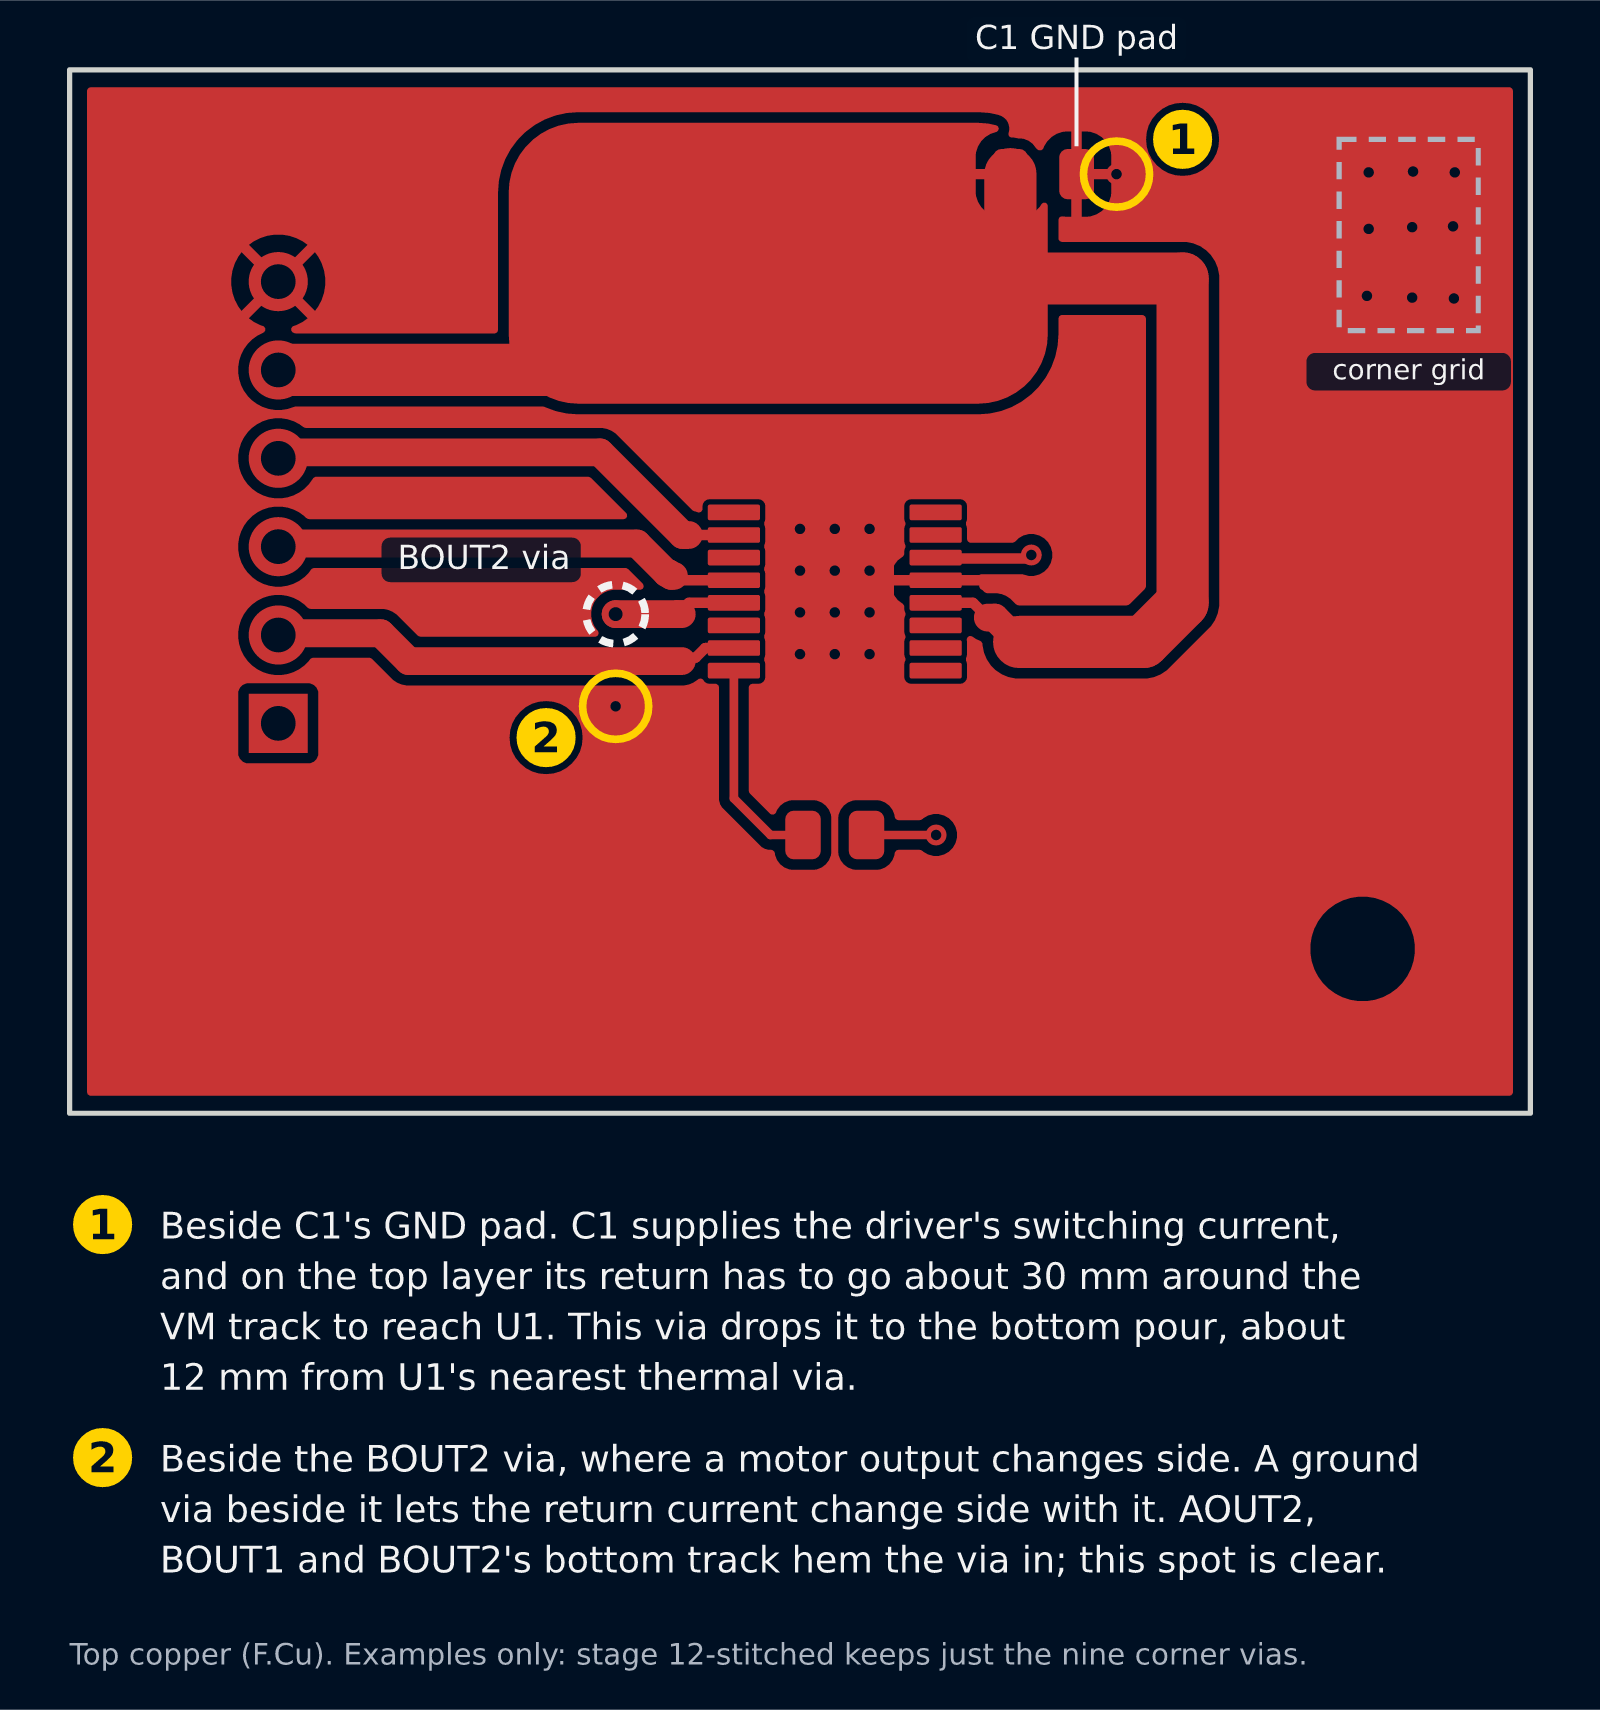 C1 GND pad
1
corner grid
BOUT2 via
2
1
Beside C1's GND pad. C1 supplies the driver's switching current,
and on the top layer its return has to go about 30 mm around the
VM track to reach U1. This via drops it to the bottom pour, about
12 mm from U1's nearest thermal via.
2
Beside the BOUT2 via, where a motor output changes side. A ground
via beside it lets the return current change side with it. AOUT2,
BOUT1 and BOUT2's bottom track hem the via in; this spot is clear.
Top copper (F.Cu). Examples only: stage 12-stitched keeps just the nine corner vias.